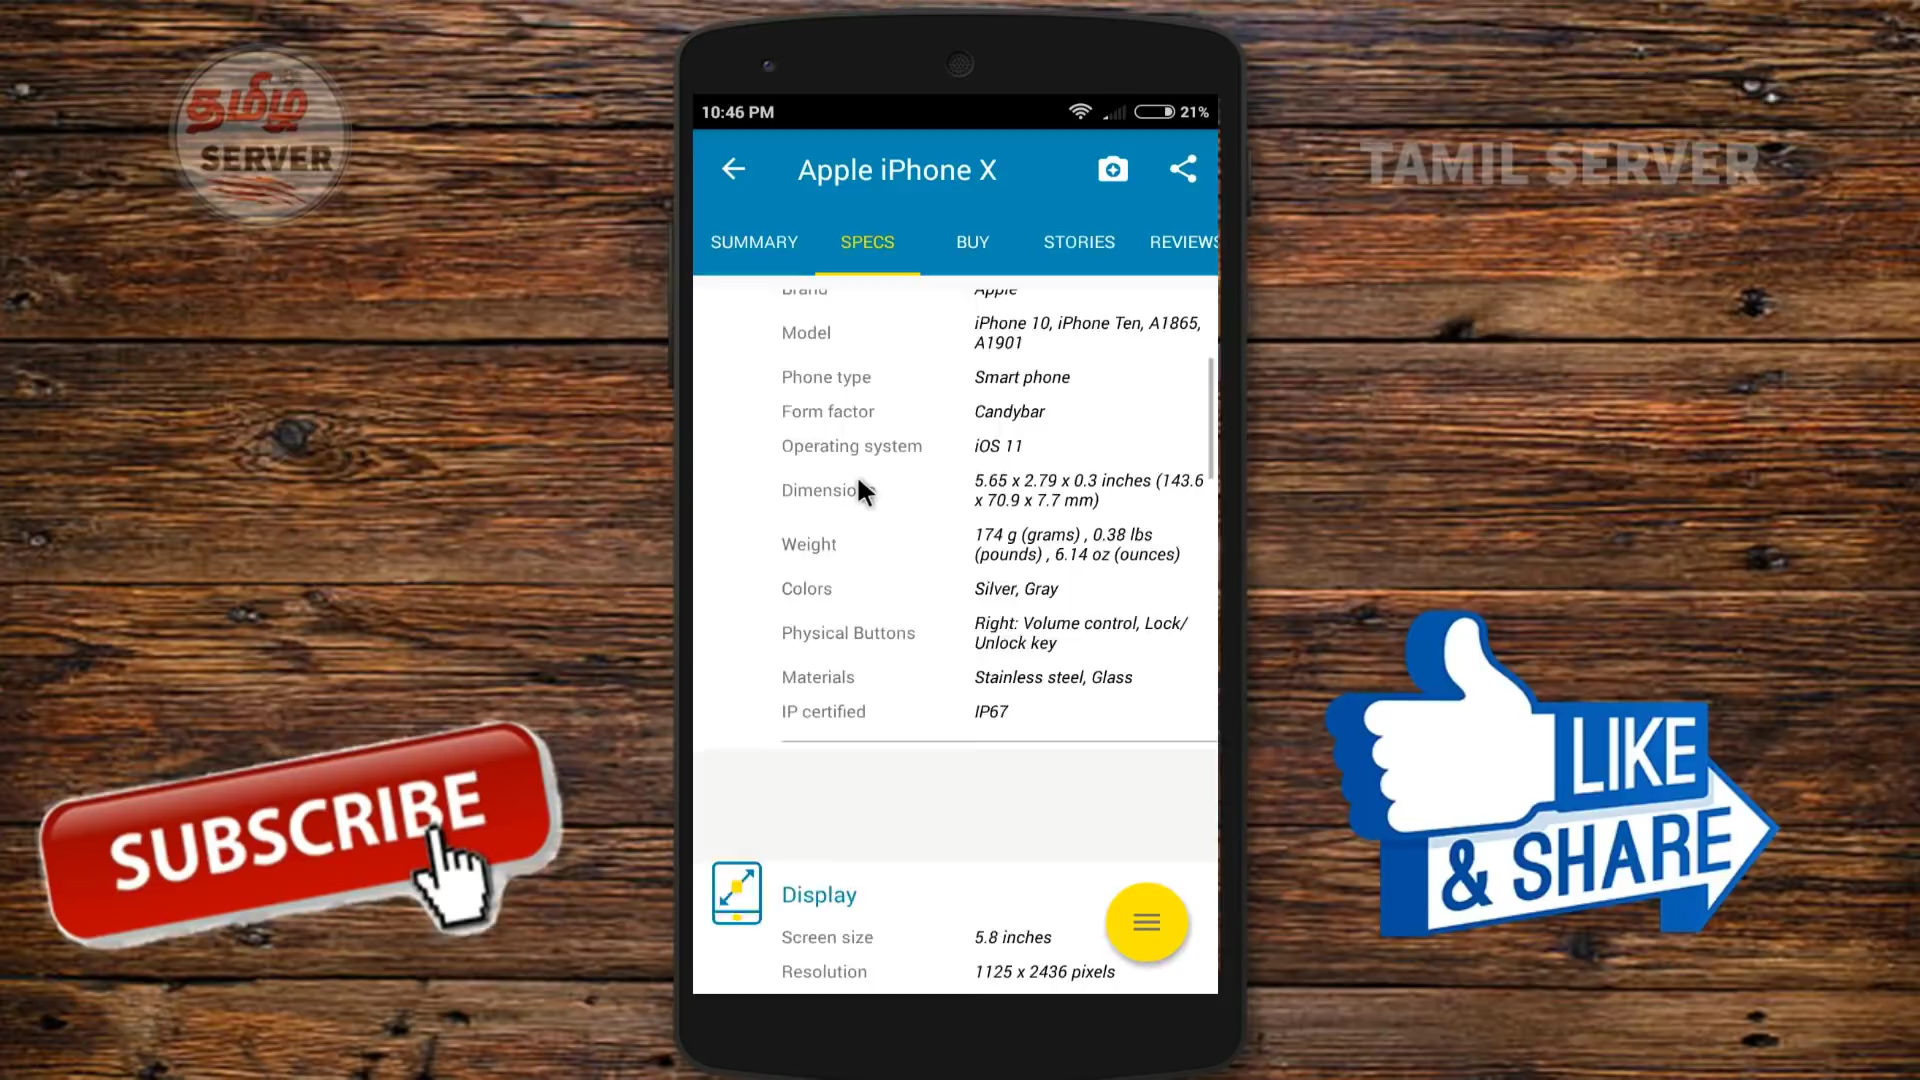 தமிழ்
SERVER
TAMIL SERVER
10:46 PM
21%
Apple iPhone X
SUMMARY
SPECS
BUY
STORIES
REVIEWS
Brand Apple
Model iPhone 10, iPhone Ten, A1865,
A1901
Phone type Smart phone
Form factor Candybar
Operating system iOS 11
Dimensio 5.65 x 2.79 x 0.3 inches (143.6
x 70.9 x 7.7 mm)
Weight 174 g (grams) , 0.38 lbs
(pounds) , 6.14 oz (ounces)
Colors Silver, Gray
Physical Buttons Right: Volume control, Lock/
Unlock key
Materials Stainless steel, Glass
IP certified IP67
Display
Screen size 5.8 inches
Resolution 1125 x 2436 pixels
SUBSCRIBE
LIKE
& SHARE